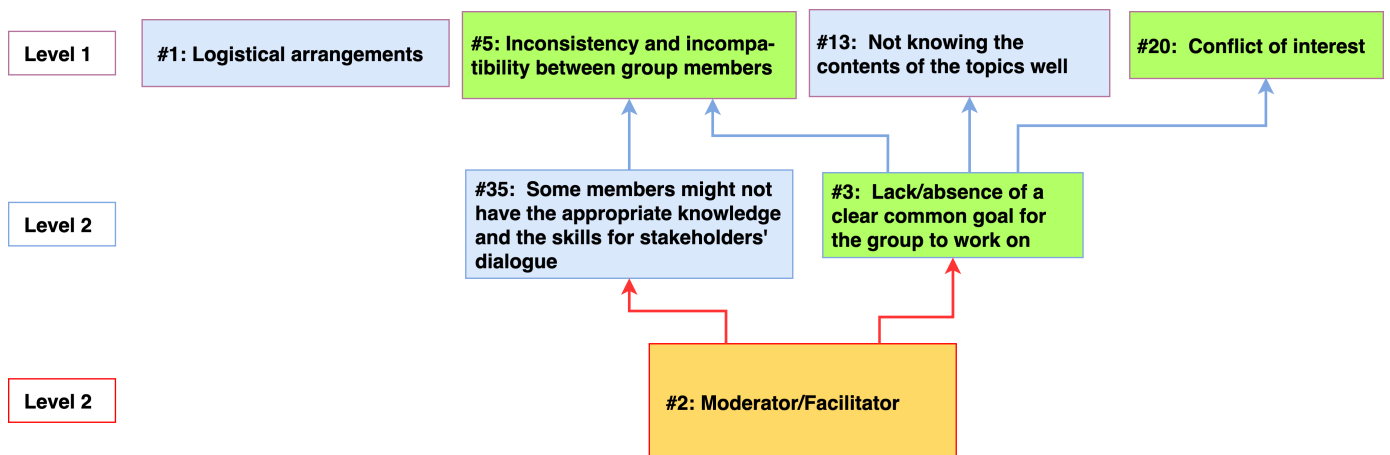 Level 1
#1: Logistical arrangements
#5: Inconsistency and incompa-
tibility between group members
#13:  Not knowing the
contents of the topics well
#20:  Conflict of interest
Level 2
#35:  Some members might not
have the appropriate knowledge
and the skills for stakeholders'
dialogue
#3:  Lack/absence of a
clear common goal for
the group to work on
Level 2
#2: Moderator/Facilitator